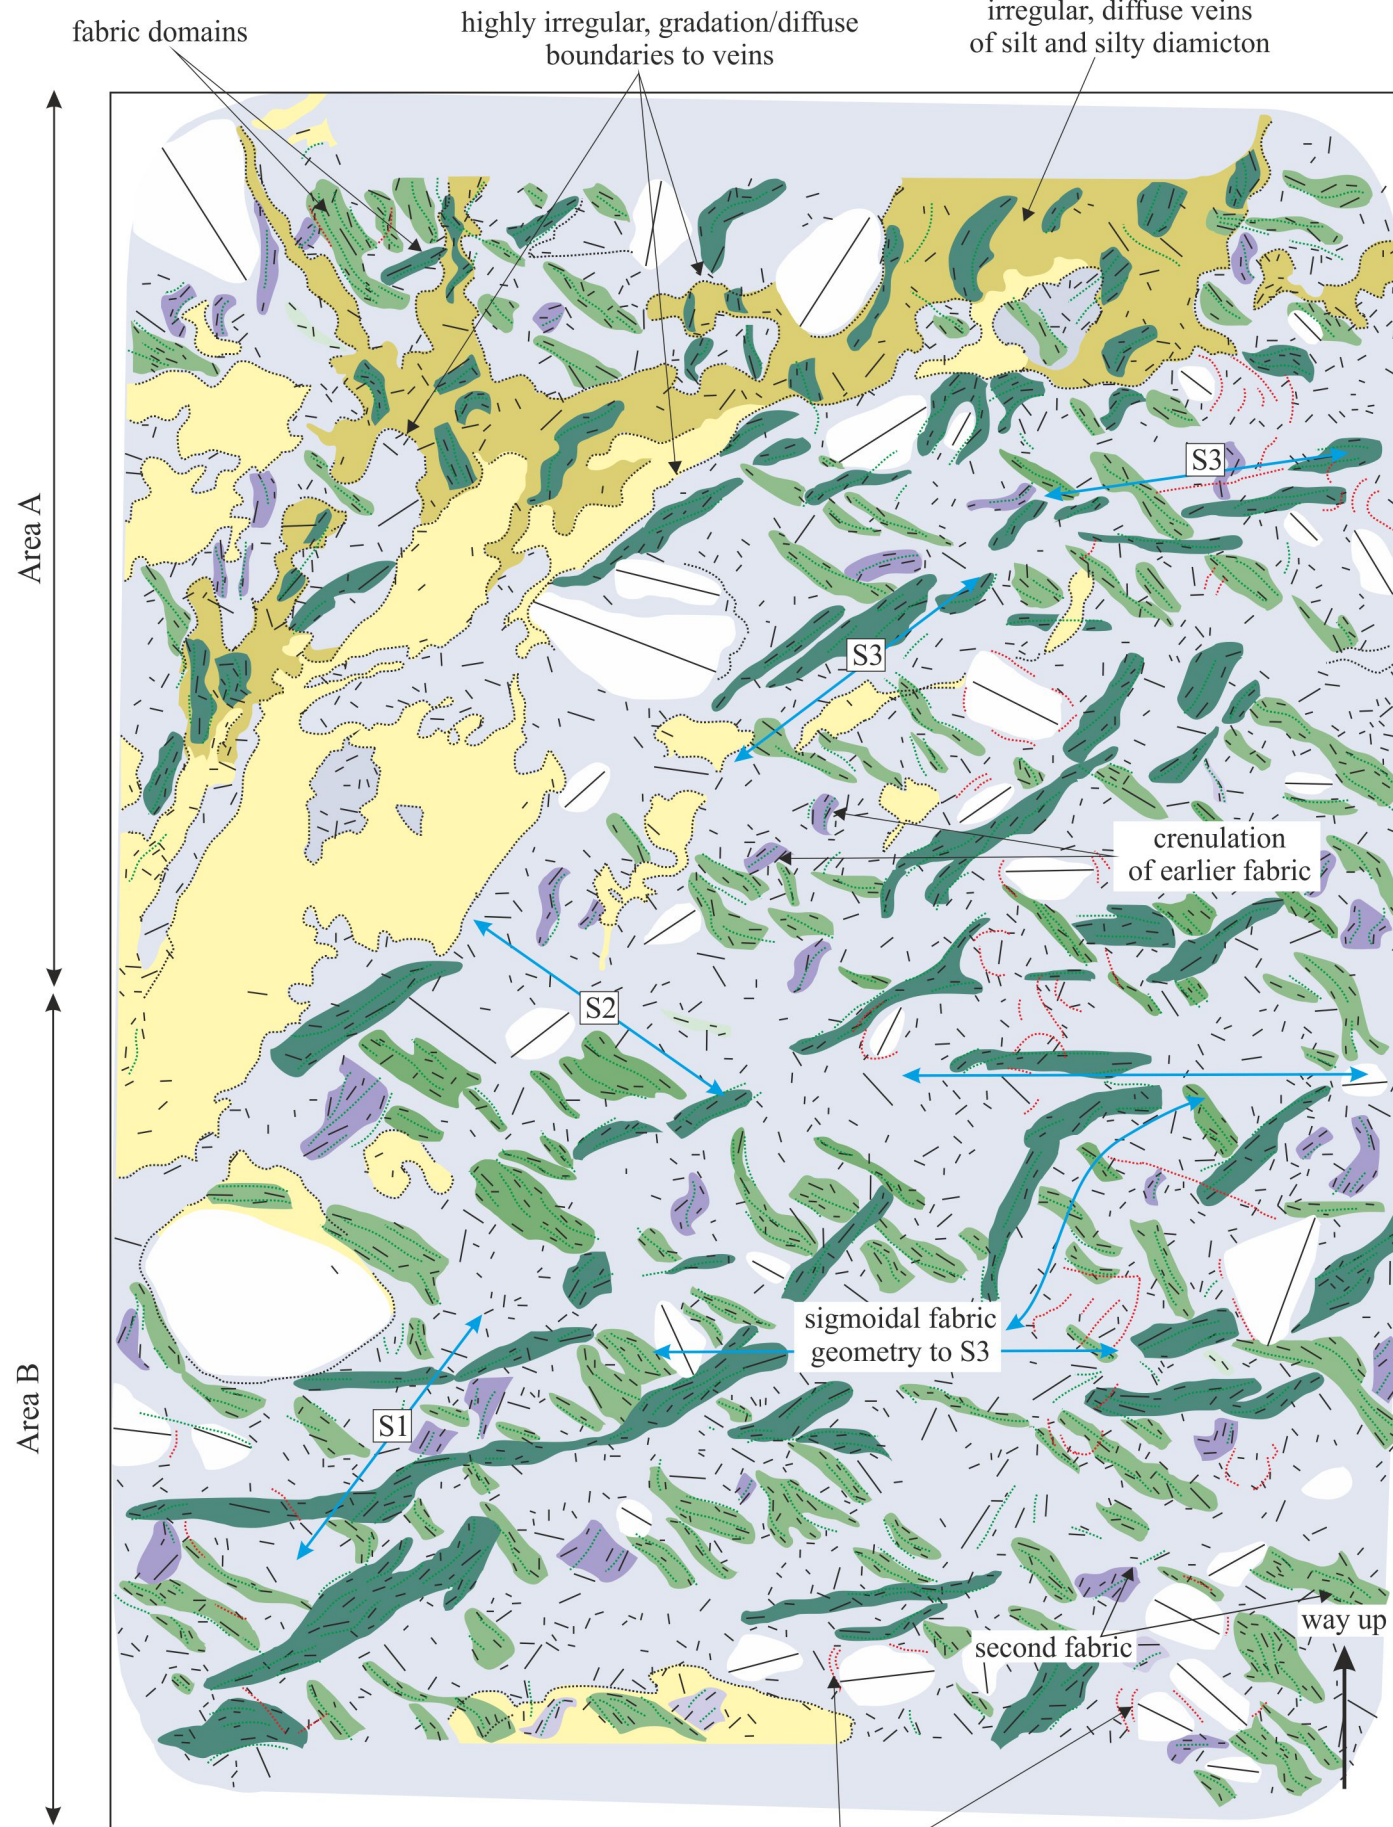 fabric domains
highly irregular, gradation/diffuse
boundaries to veins
irregular, diffuse veins
of silt and silty diamicton
Area A
S3
S3
crenulation
of earlier fabric
S2
sigmoidal fabric
geometry to S3
Area B
S1
second fabric
way up